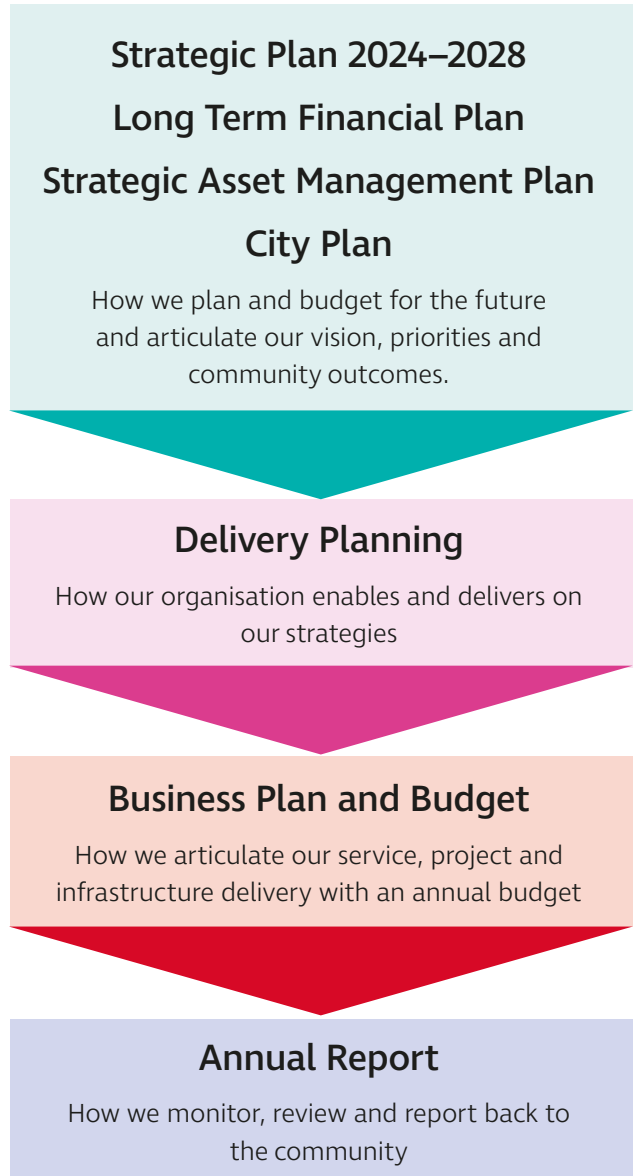 Strategic Plan 2024–2028
Long Term Financial Plan
Strategic Asset Management Plan
City Plan
How we plan and budget for the future
and articulate our vision, priorities and
community outcomes.
Delivery Planning
How our organisation enables and delivers on
our strategies
Business Plan and Budget
How we articulate our service, project and
infrastructure delivery with an annual budget
Annual Report
How we monitor, review and report back to
the community